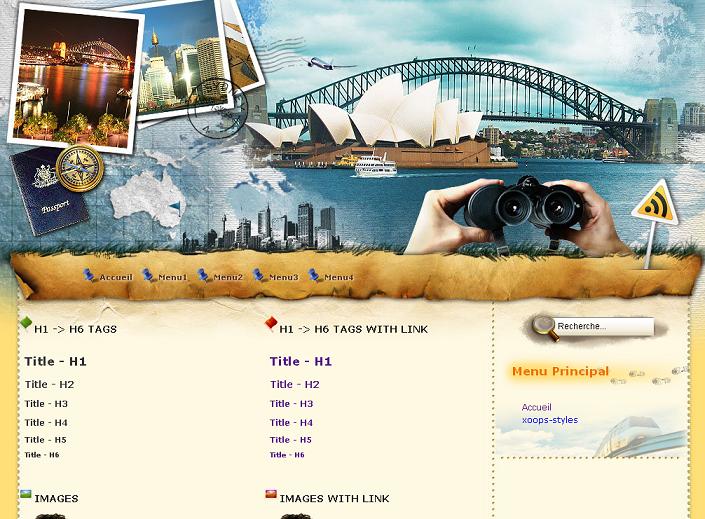 Passport
Accueil Menu1 Menu2 Menu3 Menu4
H1 -> H6 TAGS
Title - H1
Title - H2
Title - H3
Title - H4
Title - H5
Title - H6
IMAGES
H1 -> H6 TAGS WITH LINK
Title - H1
Title - H2
Title - H3
Title - H4
Title - H5
Title - H6
IMAGES WITH LINK
Recherche...
Menu Principal
Accueil
xoops-styles